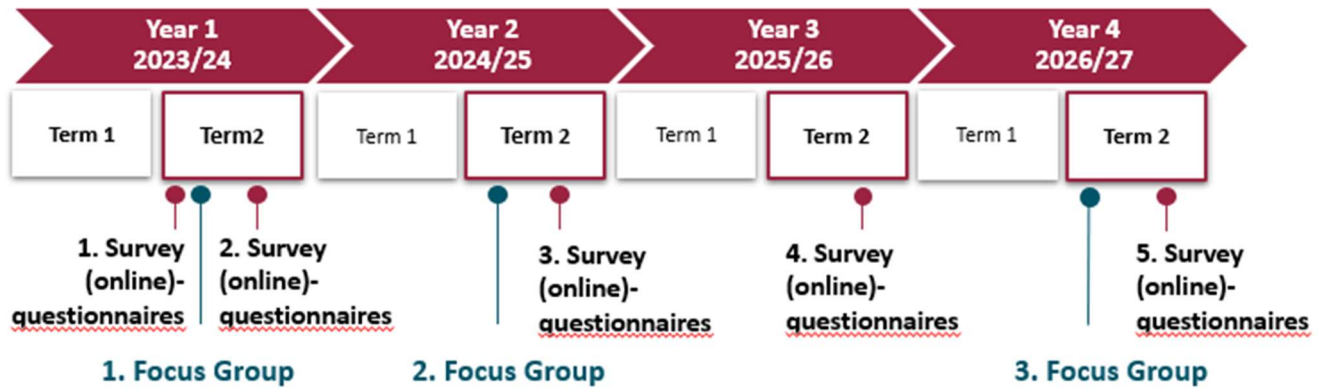 Year 1
2023/24
Year 2
2024/25
Year 3
2025/26
Year 4
2026/27
Term 1
Term2
Term 1
Term 2
Term 1
Term 2
Term 1
Term 2
1. Survey
(online)-
questionnaires
2. Survey
(online)-
questionnaires
3. Survey
(online)-
questionnaires
4. Survey
(online)-
questionnaires
5. Survey
(online)-
questionnaires
1. Focus Group
2. Focus Group
3. Focus Group